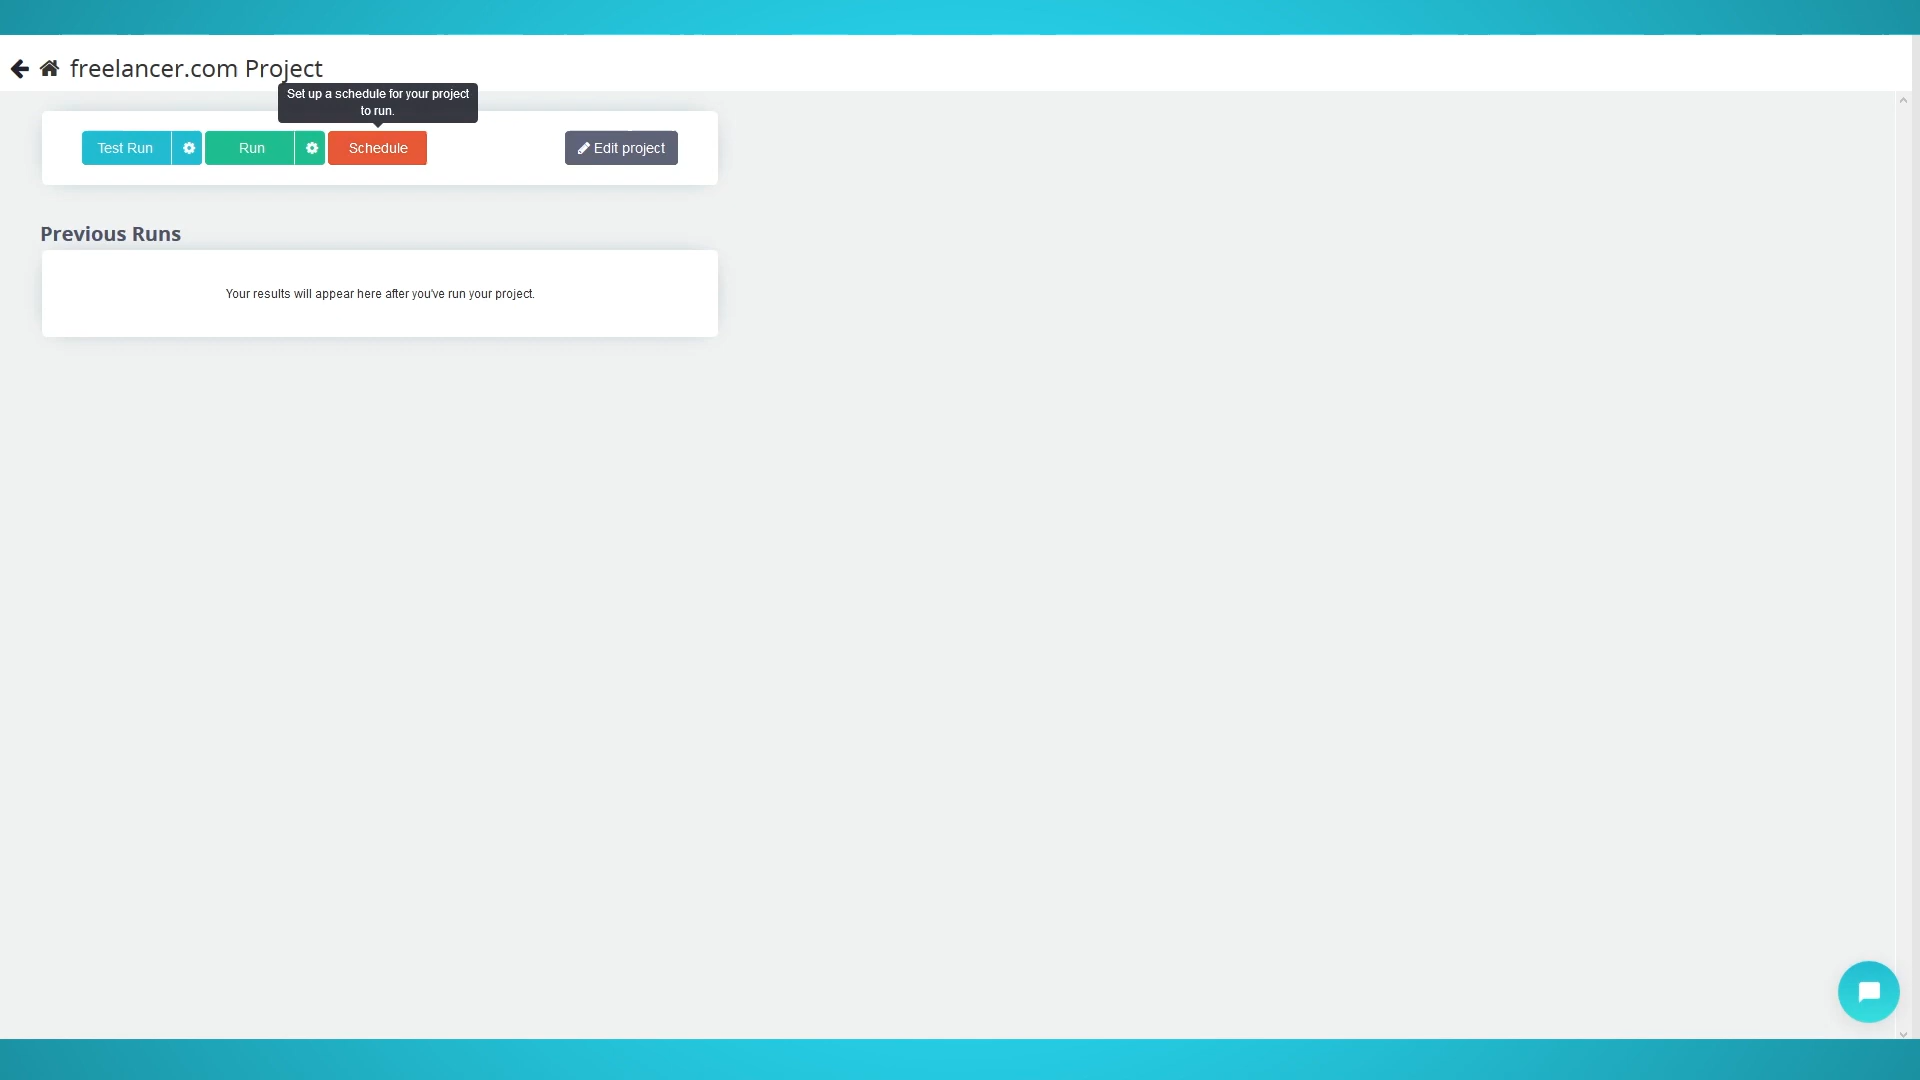 freelancer.com Project
Set up a schedule for your project
to run.
Test Run
Run
Schedule
Edit project
Previous Runs
Your results will appear here after you've run your project.